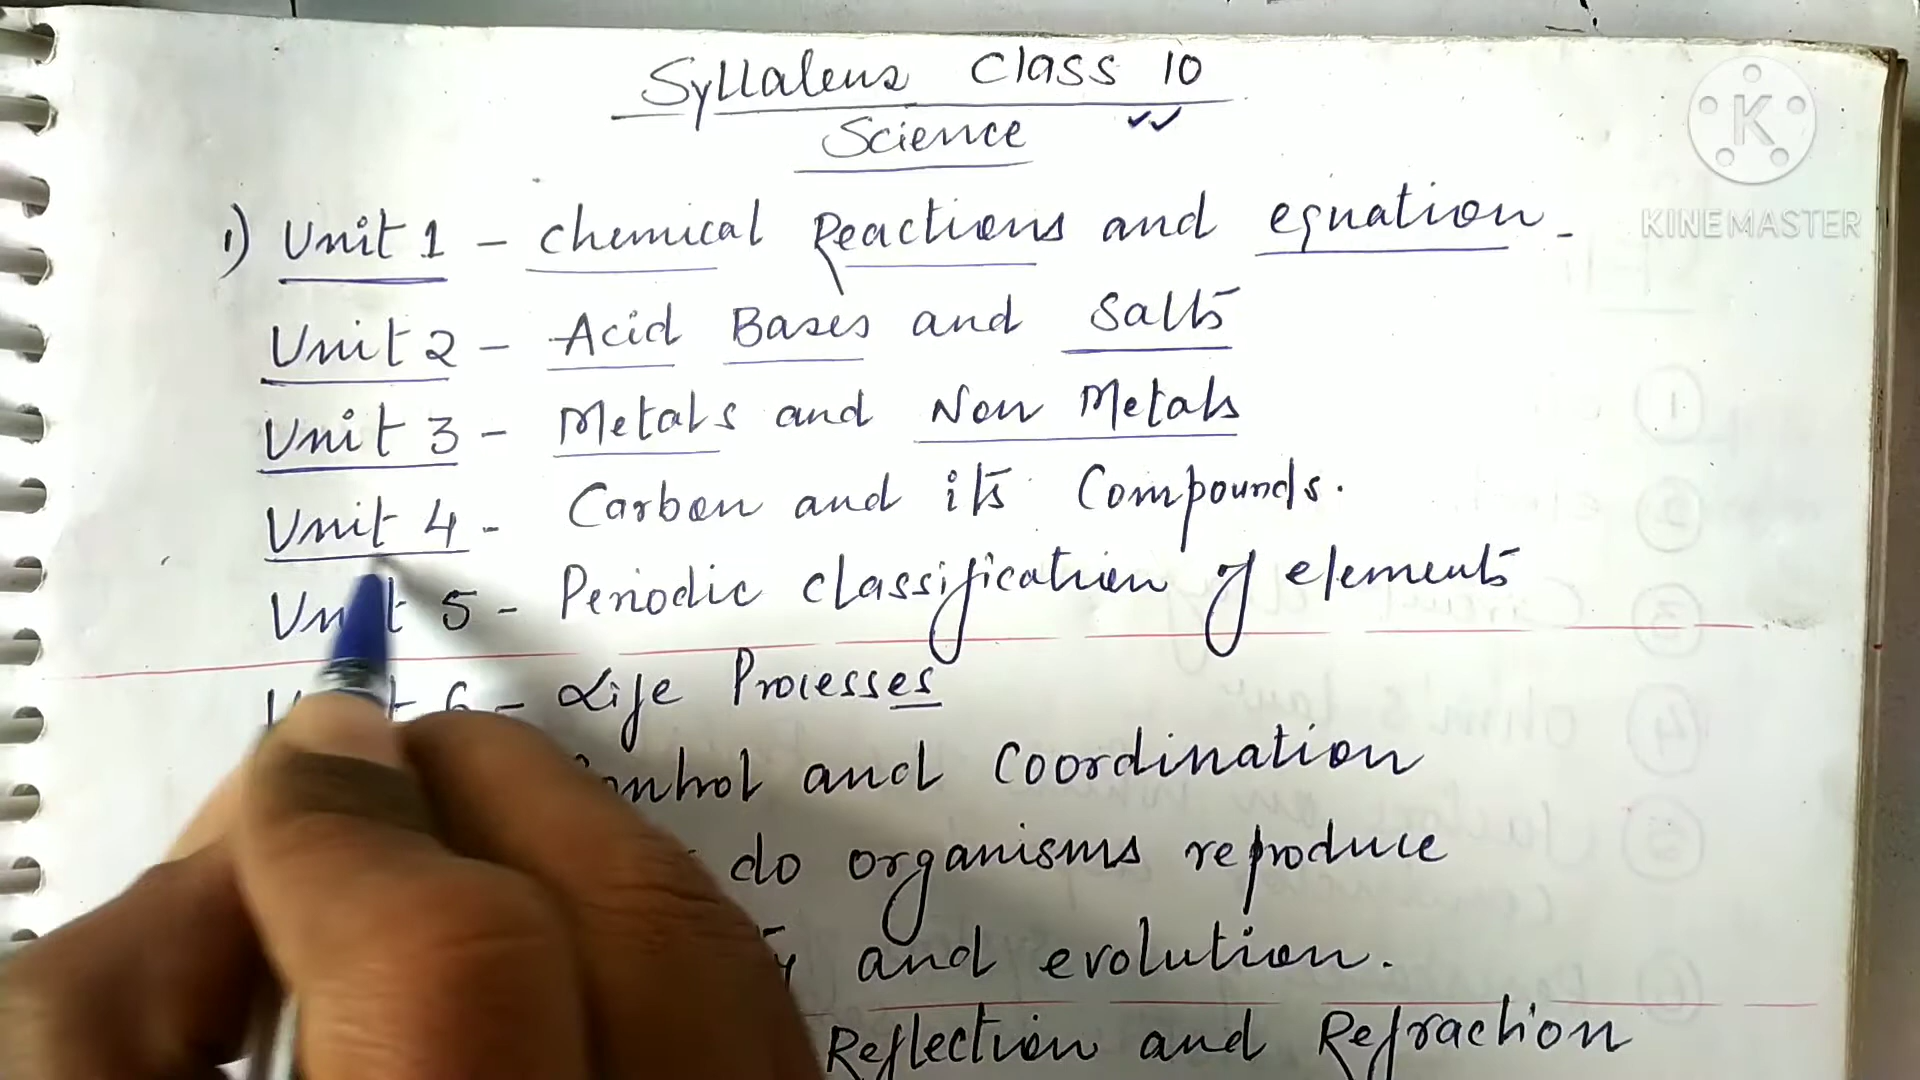 Syllabus Class 10
Science
1) Unit 1 - Chemical Reactions and equation.
Unit 2 - Acid Bases and Salts
Unit 3 - Metals and Non Metals
Unit 4 - Carbon and its Compounds.
Unit 5 - Periodic classification of elements
6 - Life Processes
and Coordination
do organisms reproduce
and evolution.
Reflection and Refraction
K
KINEMASTER